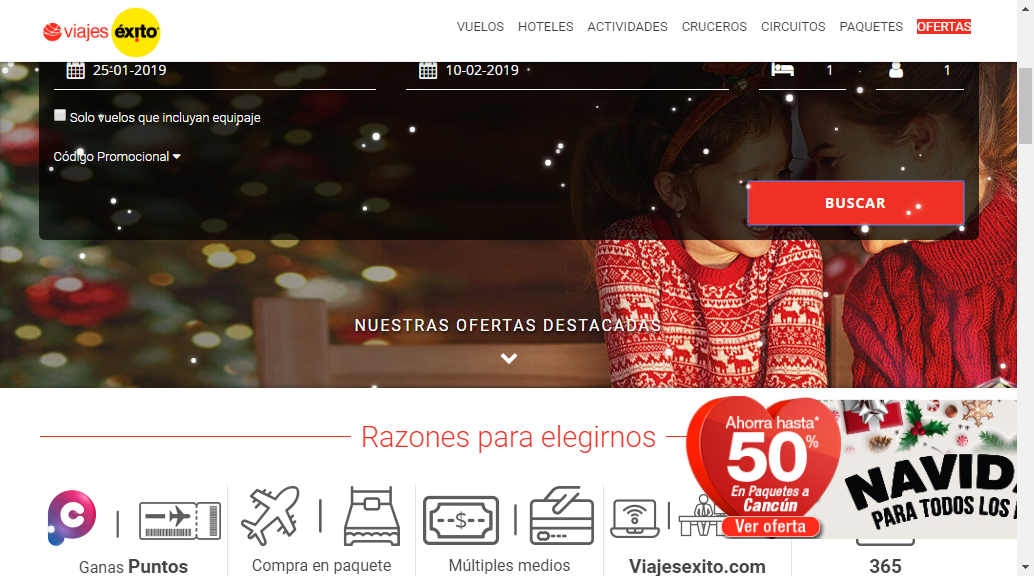 viajes éxito
VUELOS HOTELES ACTIVIDADES CRUCEROS CIRCUITOS PAQUETES OFERTAS
25-01-2019 10-02-2019 1 1
Solo vuelos que incluyan equipaje
Código Promocional
BUSCAR
NUESTRAS OFERTAS DESTACADAS
Razones para elegirnos
Ahorra hasta*
50%
En Paquetes a
Cancún
Ver oferta
NAVID
PARA TODOS LOS
Ganas Puntos
Compra en paquete
Múltiples medios
Viajesexito.com
365